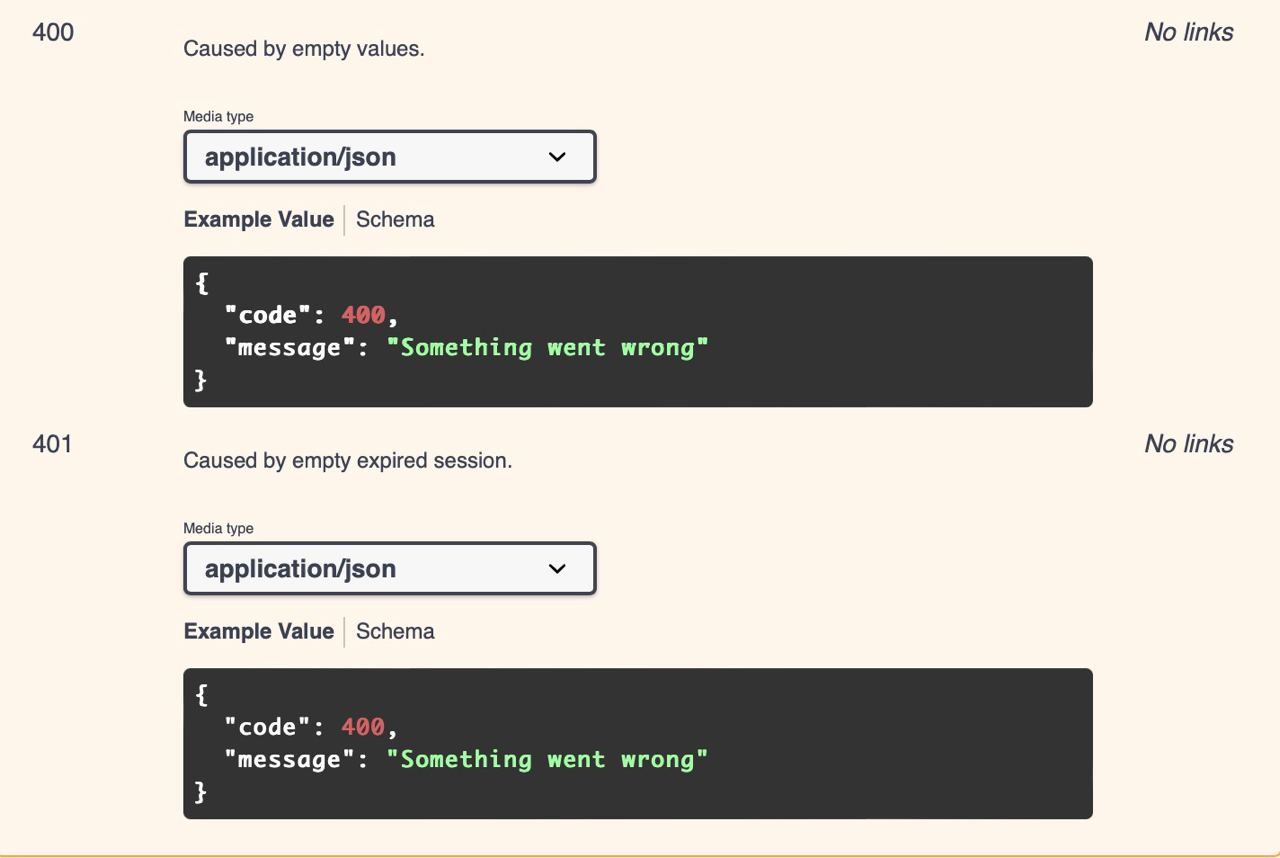 400
No links
Caused by empty values.
Media type
application/json
Example Value Schema
{
"code": 400,
"message": "Something went wrong"
}
401
No links
Caused by empty expired session.
Media type
application/json
Example Value Schema
{
"code": 400,
"message": "Something went wrong"
}